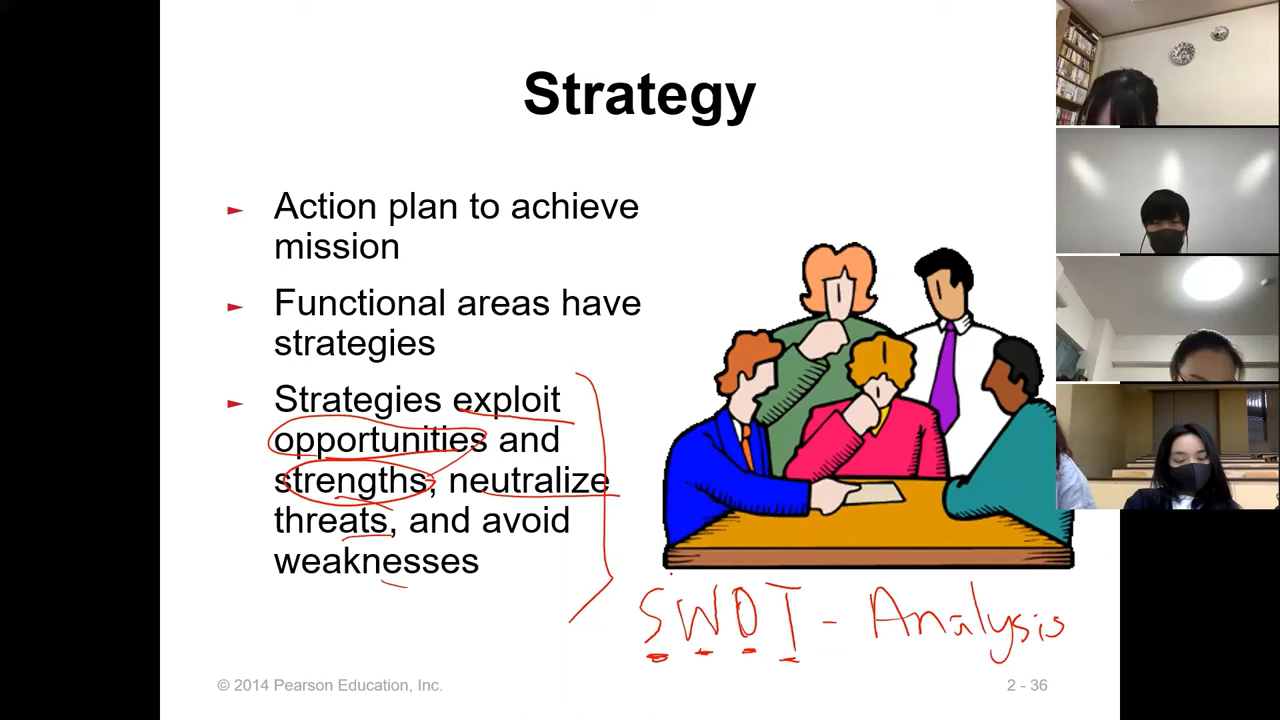 Strategy
► Action plan to achieve
mission
► Functional areas have
strategies
► Strategies exploit
opportunities and
strengths, neutralize
threats, and avoid
weaknesses
SWOT - Analysis
© 2014 Pearson Education, Inc.
2 - 36